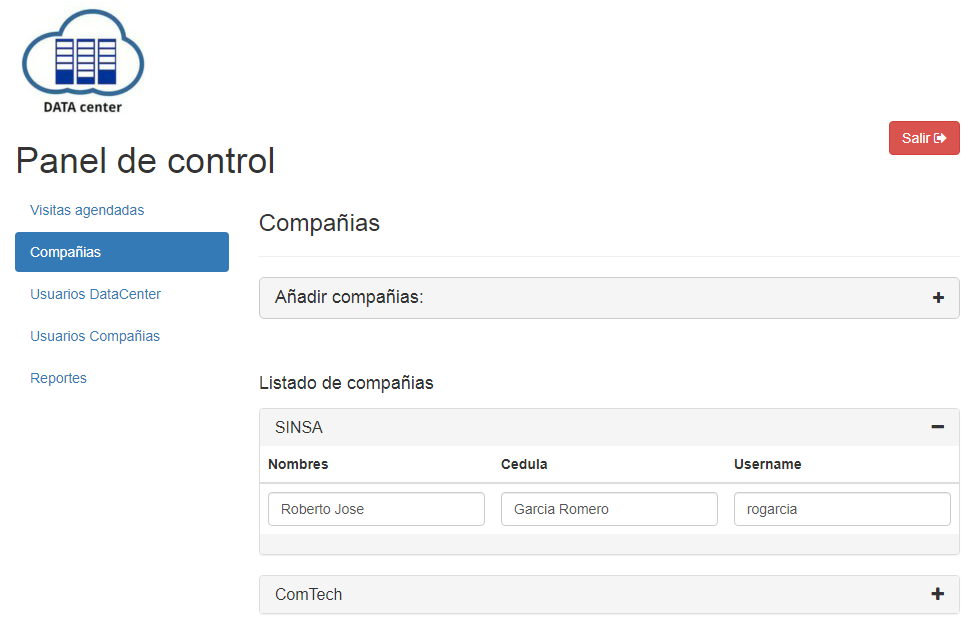 DATA center
Salir
Panel de control
Visitas agendadas
Compañias
Usuarios DataCenter
Usuarios Compañias
Reportes
Compañias
Añadir compañias:
Listado de compañias
SINSA
Nombres Cedula Username
Roberto Jose Garcia Romero rogarcia
ComTech